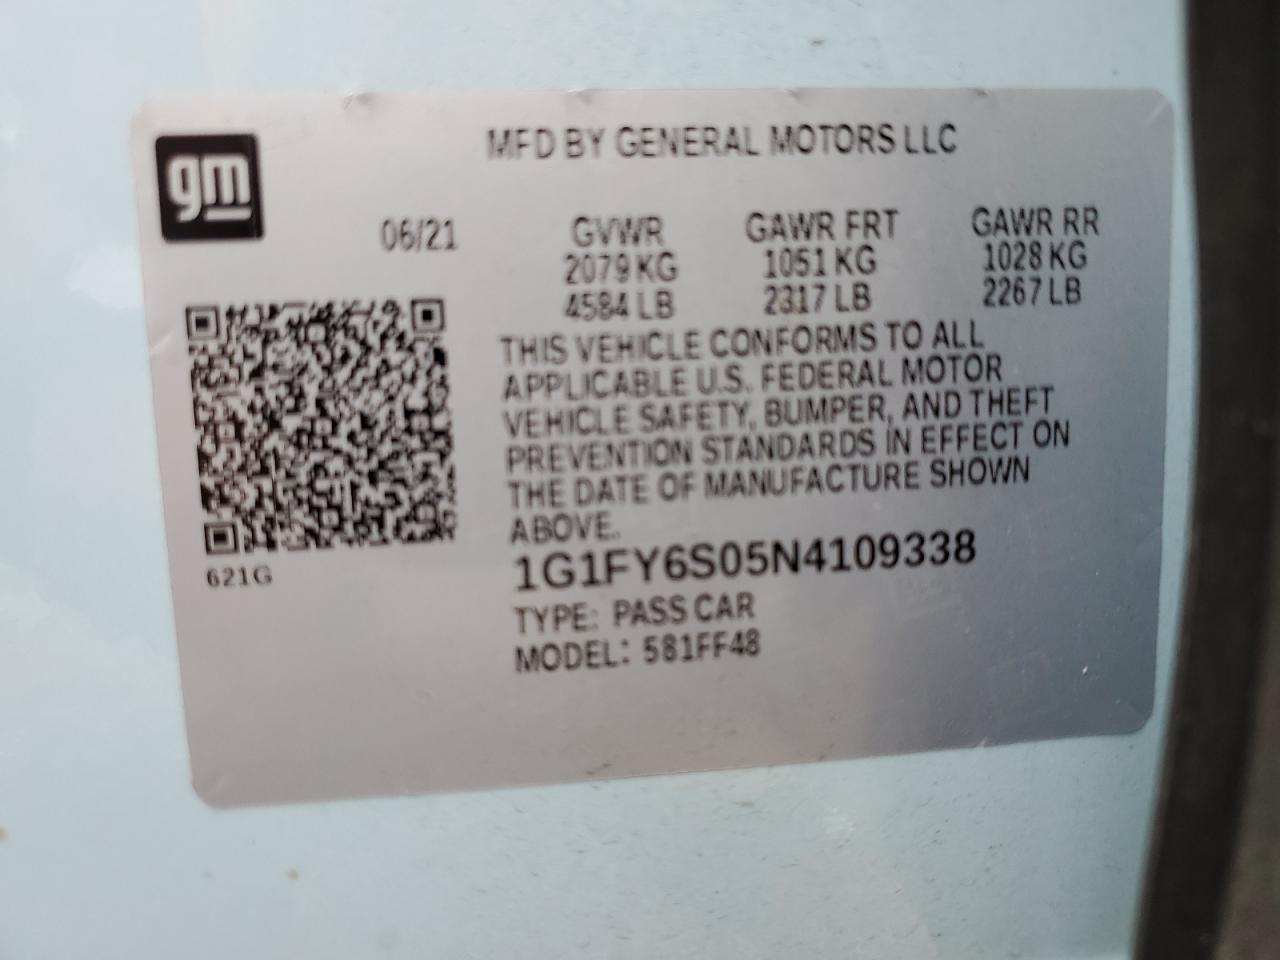 gm
MFD BY GENERAL MOTORS LLC
06/21 GVWR GAWR FRT GAWR RR
2079 KG 1051 KG 1028 KG
4584 LB 2317 LB 2267 LB
THIS VEHICLE CONFORMS TO ALL
APPLICABLE U.S. FEDERAL MOTOR
VEHICLE SAFETY, BUMPER, AND THEFT
PREVENTION STANDARDS IN EFFECT ON
THE DATE OF MANUFACTURE SHOWN
ABOVE.
621G
1G1FY6S05N4109338
TYPE: PASS CAR
MODEL: 581FF48